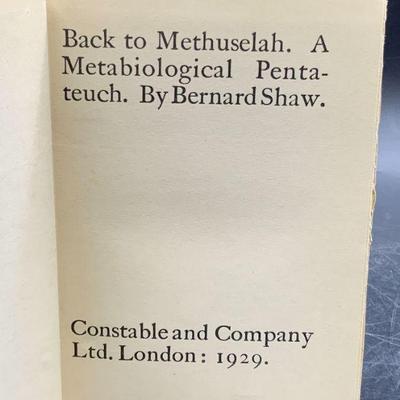 Back to Methuselah. A
Metabiological Penta-
teuch. By Bernard Shaw.
Constable and Company
Ltd. London: 1929.